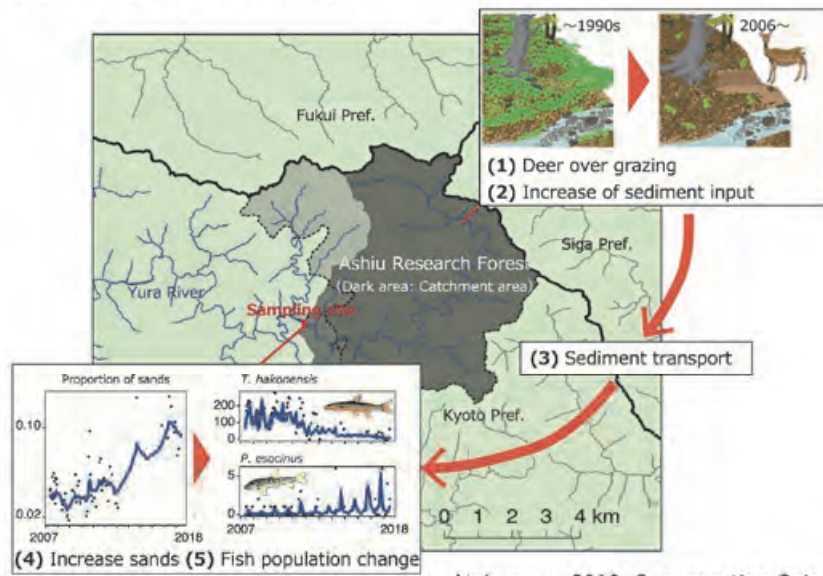 ~1990s
2006~
(1) Deer over grazing
(2) Increase of sediment input
Fukui Pref.
Siga Pref.
Ashiu Research Forest
(Dark area: Catchment area)
Yura River
Sampling site
(3) Sediment transport
Kyoto Pref.
Proportion of sands
0.10
0.02
2007
2018
T. hakonensis
200
100
0
P. esocinus
5
0
2007
2018
(4) Increase sands (5) Fish population change
0 1 2 3 4 km